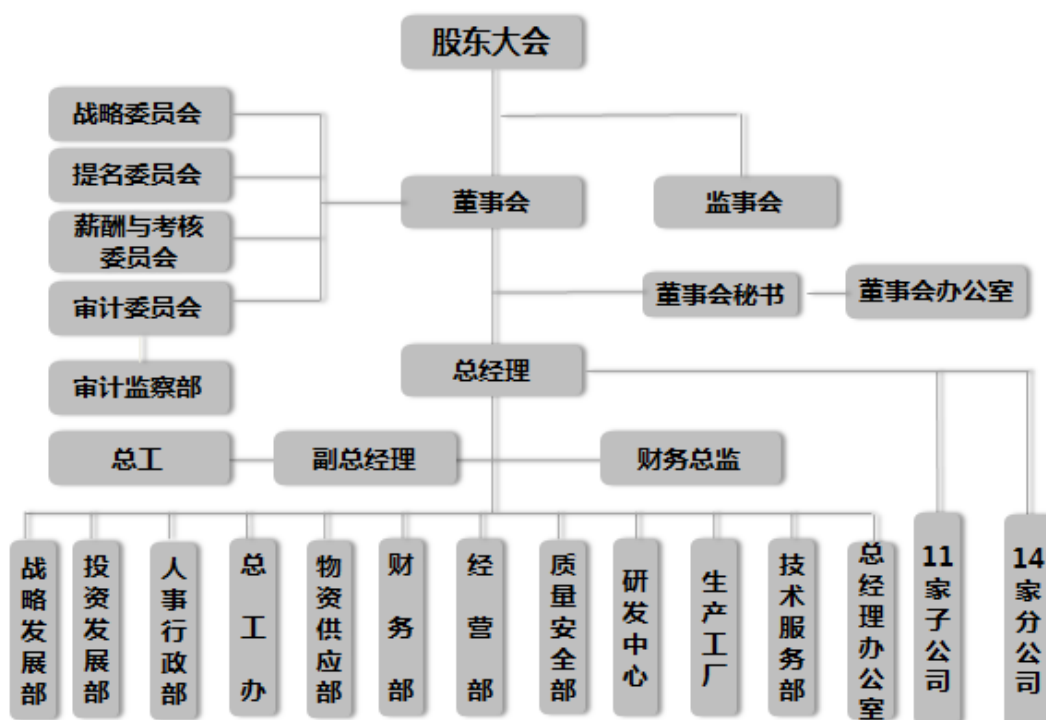 股东大会
战略委员会
提名委员会
董事会
监事会
薪酬与考核
委员会
董事会秘书
董事会办公室
审计委员会
总经理
审计监察部
总工
副总经理
财务总监
战略发展部
投资发展部
人事行政部
总工办
物资供应部
财务部
经营部
质量安全部
研发中心
生产工厂
技术服务部
总经理办公室
11家子公司
14家分公司